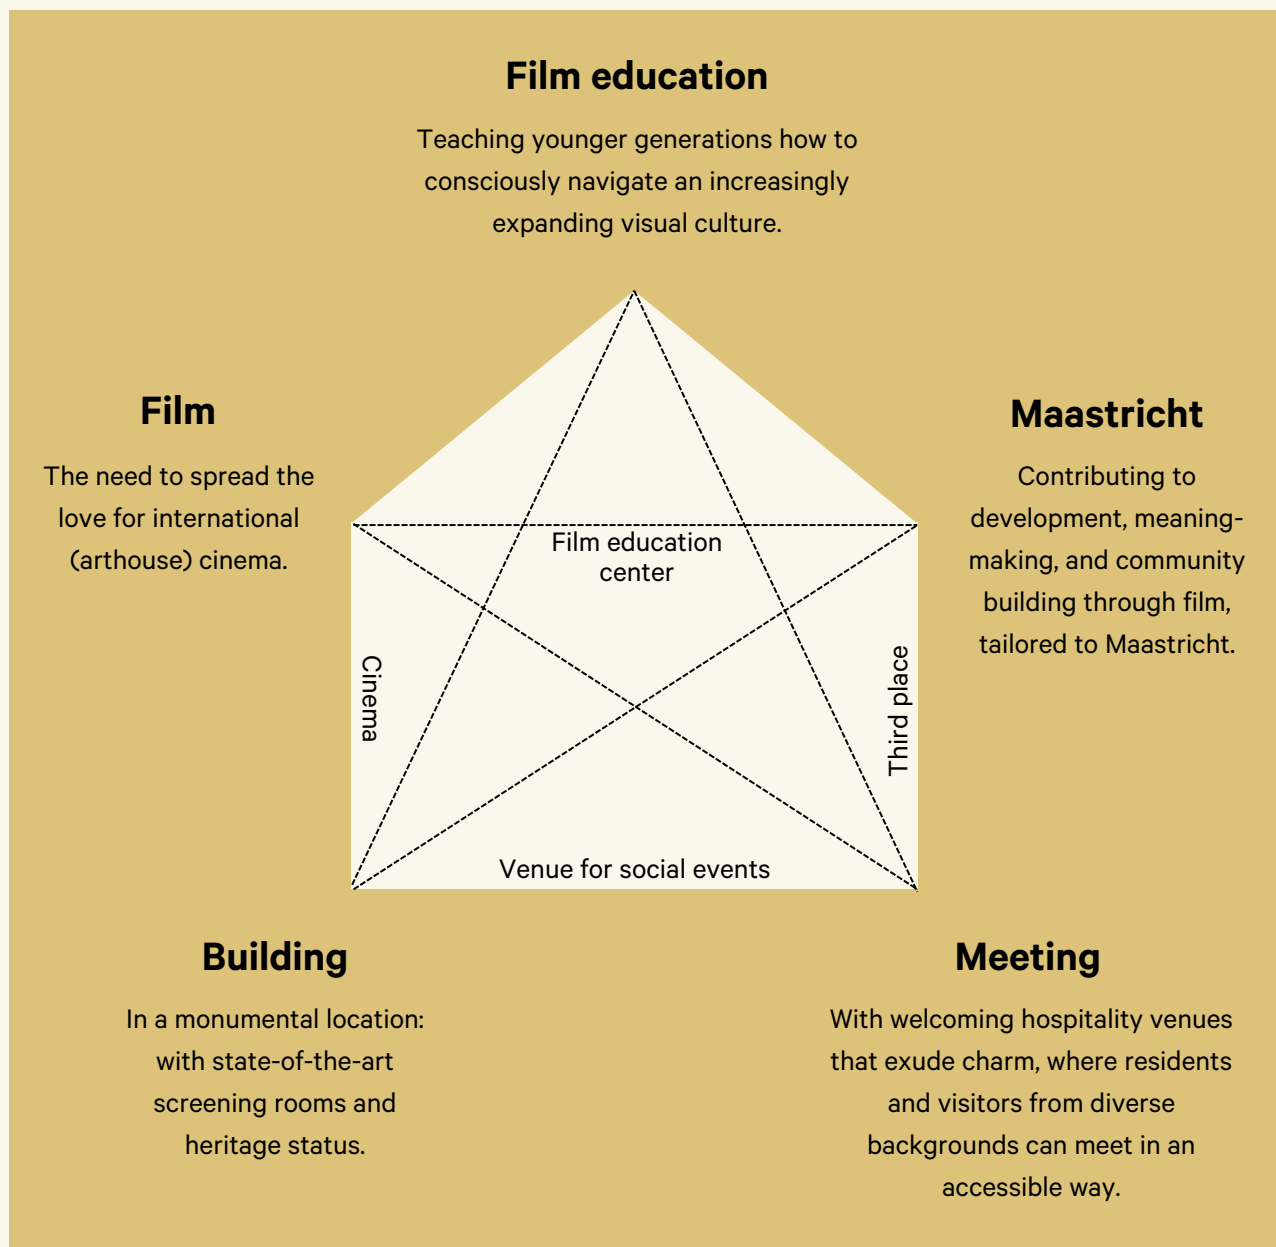 Film education
Teaching younger generations how to
consciously navigate an increasingly
expanding visual culture.
Film
The need to spread the
love for international
(arthouse) cinema.
Maastricht
Contributing to
development, meaning-
making, and community
building through film,
tailored to Maastricht.
Film education
center
Cinema
Third place
Venue for social events
Building
In a monumental location:
with state-of-the-art
screening rooms and
heritage status.
Meeting
With welcoming hospitality venues
that exude charm, where residents
and visitors from diverse
backgrounds can meet in an
accessible way.